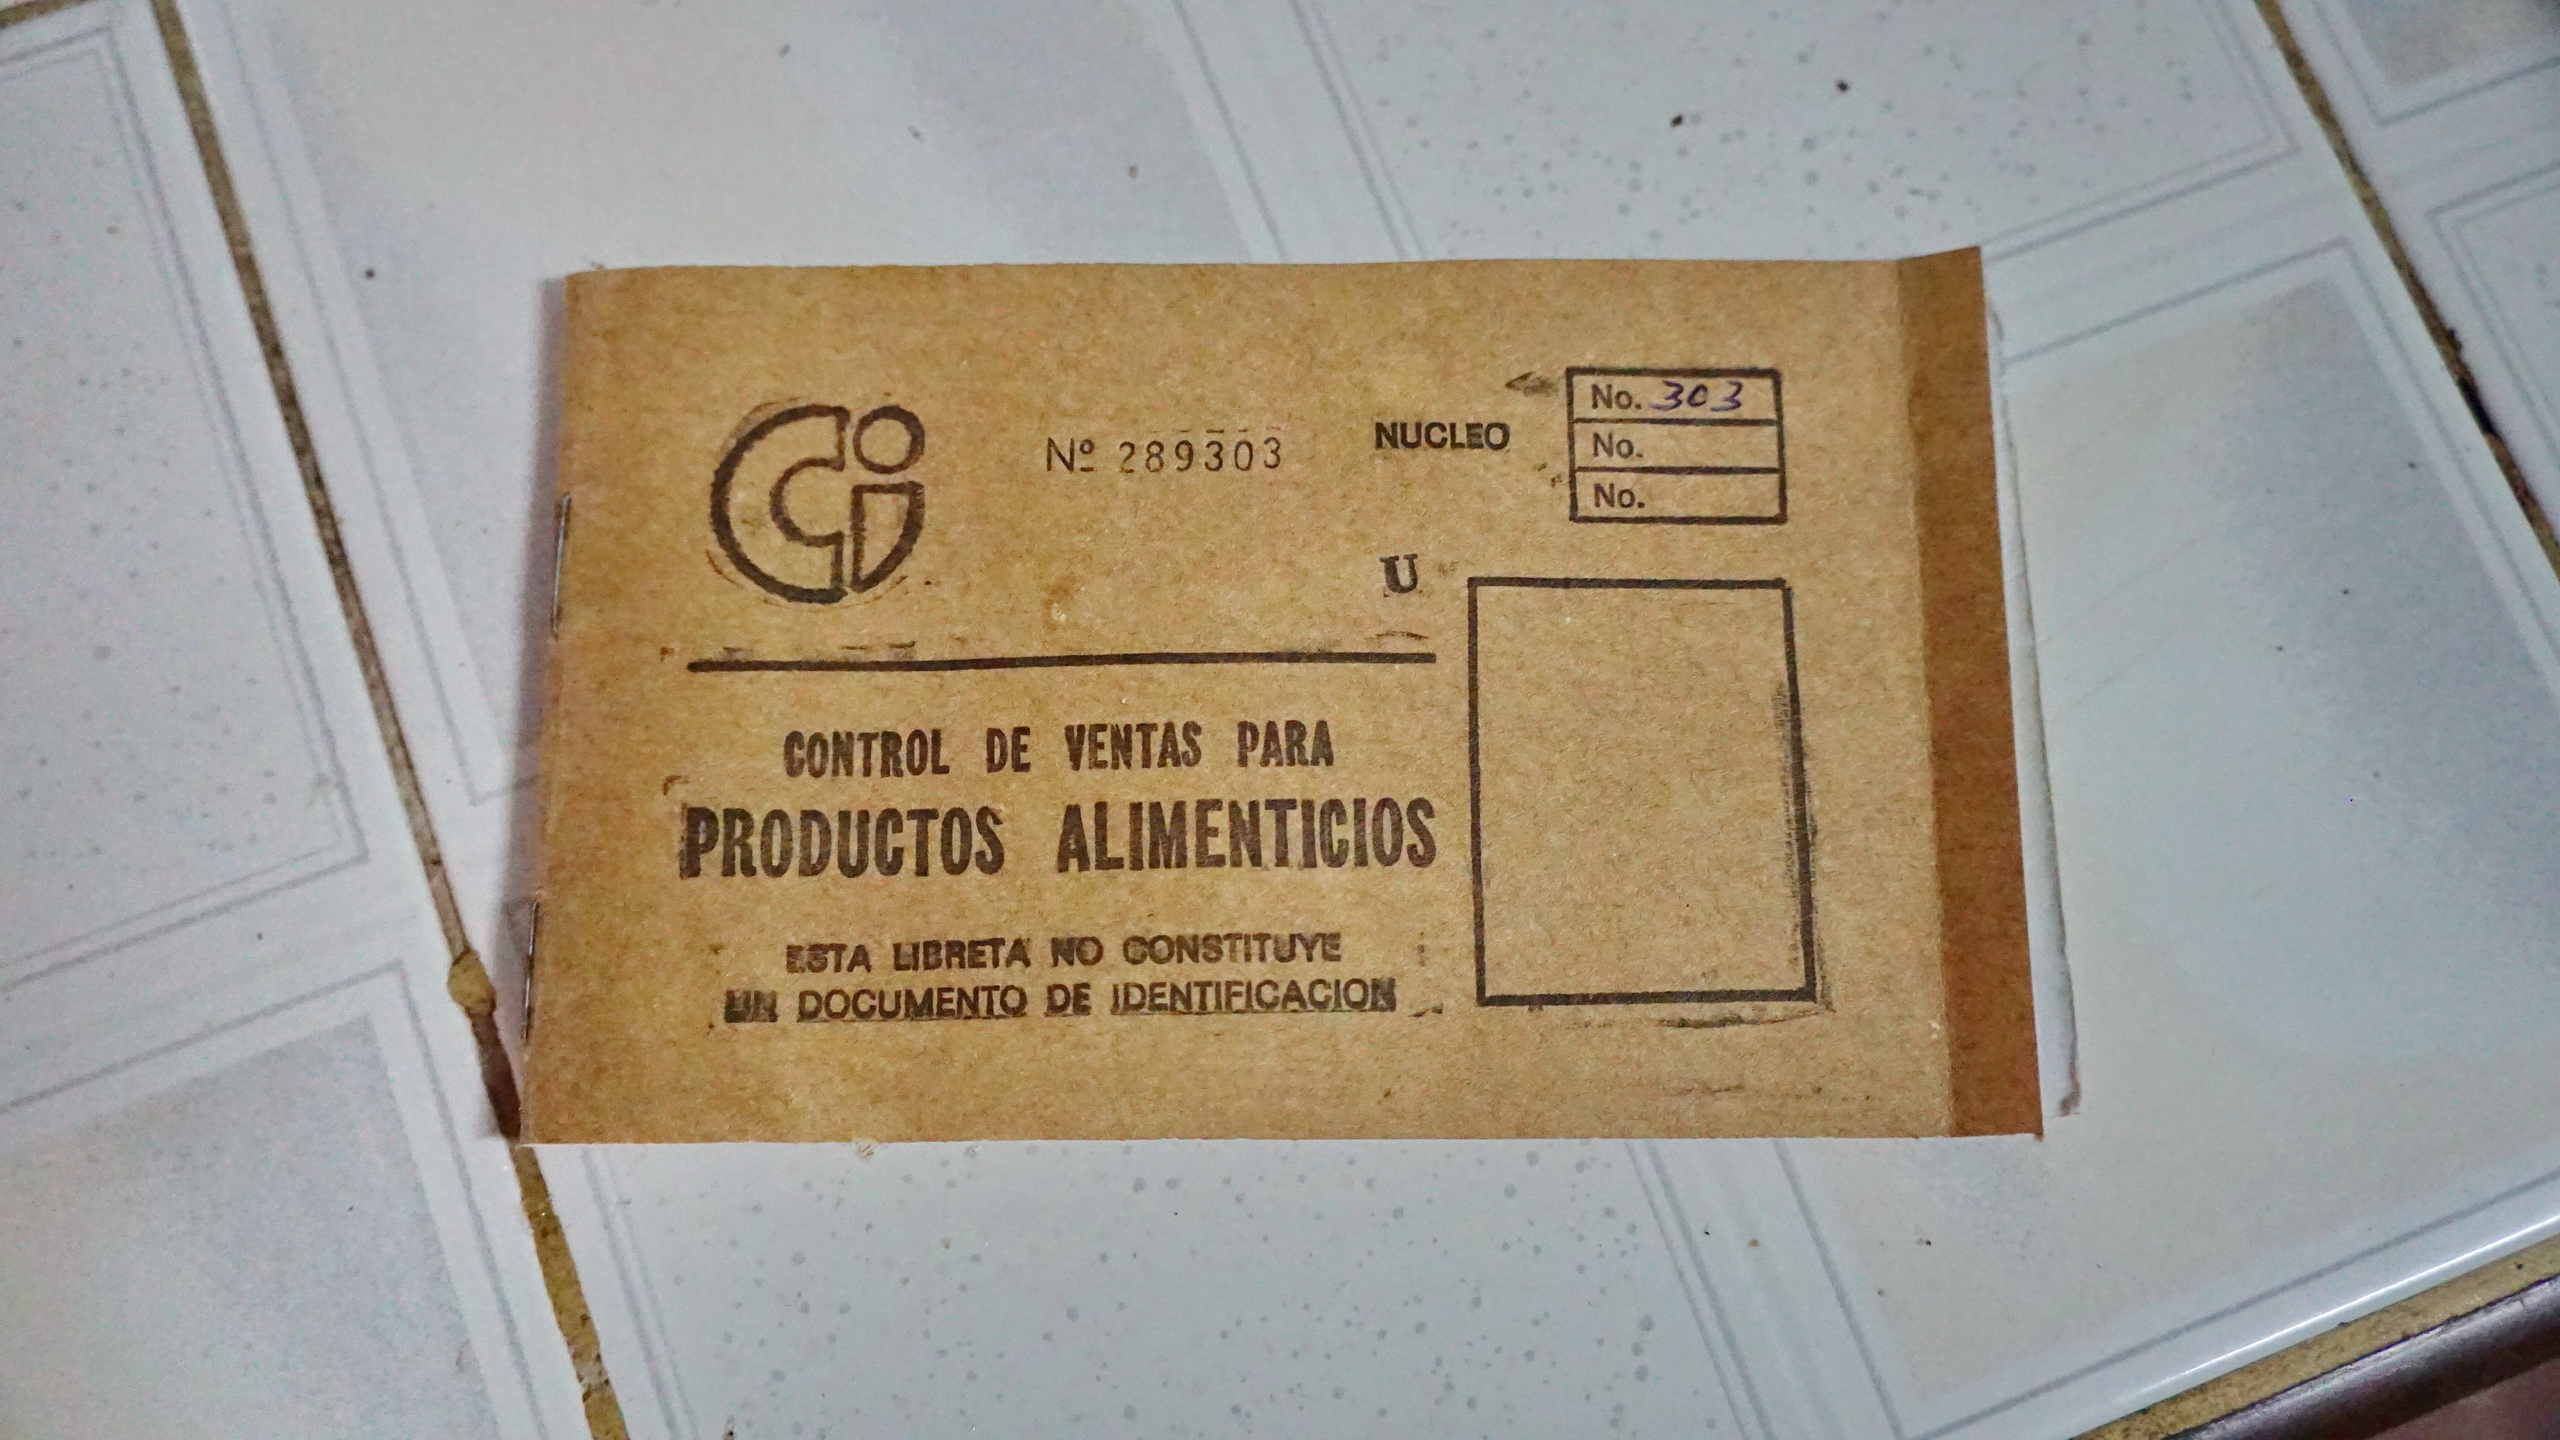 Ci
Nº 289303
NUCLEO
No. 303
No.
No.
U
CONTROL DE VENTAS PARA
PRODUCTOS ALIMENTICIOS
ESTA LIBRETA NO CONSTITUYE
UN DOCUMENTO DE IDENTIFICACION